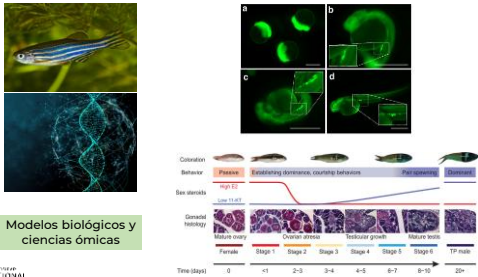 a
b
c
d
Coloration
Behavior Passive Establishing dominance, courtship behaviors Pair spawning Dominant
High E2
Sex steroids
Low 11-KT
Gonadal
histology
Mature ovary Ovarian atresia Testicular growth Mature testis
Female Stage 1 Stage 2 Stage 3 Stage 4 Stage 5 Stage 6 TP male
Time (days) 0 <1 2–3 3–4 4–5 6–7 8–10 20+
Modelos biológicos y
ciencias ómicas